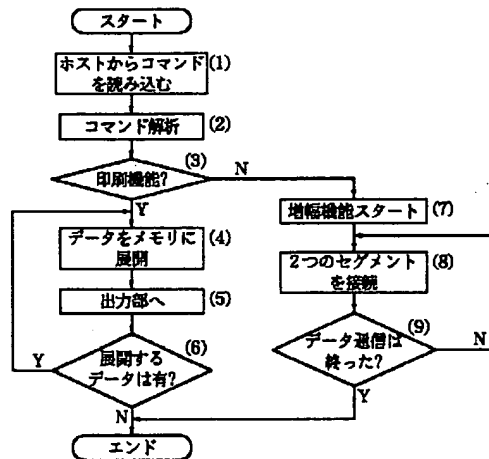 スタート
ホストからコマンド
を読み込む
(1)
コマンド解析
(2)
(3)
印刷機能?
N
Y
データをメモリに
展開
(4)
出力部へ
(5)
(6)
展開する
データは有?
Y
N
エンド
増幅機能スタート
(7)
(8)
2つのセグメント
を接続
(9)
データ通信は
終った?
N
Y